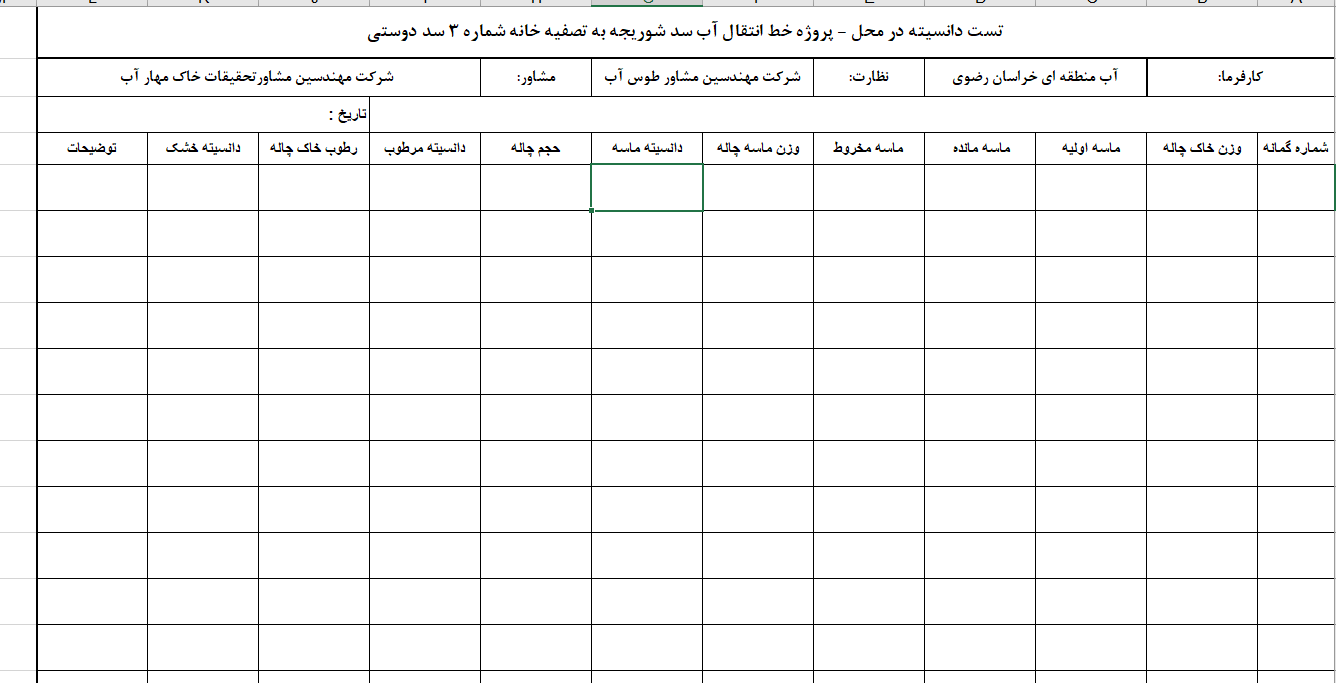 تست دانسیته در محل - پروژه خط انتقال آب سد شوریجه به تصفیه خانه شماره ۳ سد دوستی
کارفرما: آب منطقه ای خراسان رضوی نظارت: شرکت مهندسین مشاور طوس آب مشاور: شرکت مهندسین مشاورتحقیقات خاک مهار آب
تاریخ :
شماره گمانه وزن خاک چاله ماسه اولیه ماسه مانده ماسه مخروط وزن ماسه چاله دانسیته ماسه حجم چاله دانسیته مرطوب رطوب خاک چاله دانسیته خشک توضیحات